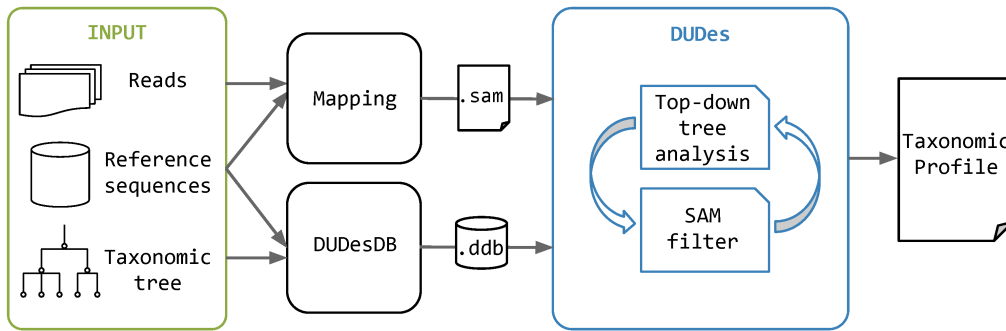 INPUT
Reads
Reference
sequences
Taxonomic
tree
Mapping
DUDesDB
.sam
.ddb
DUDes
Top-down
tree
analysis
SAM
filter
Taxonomic
Profile